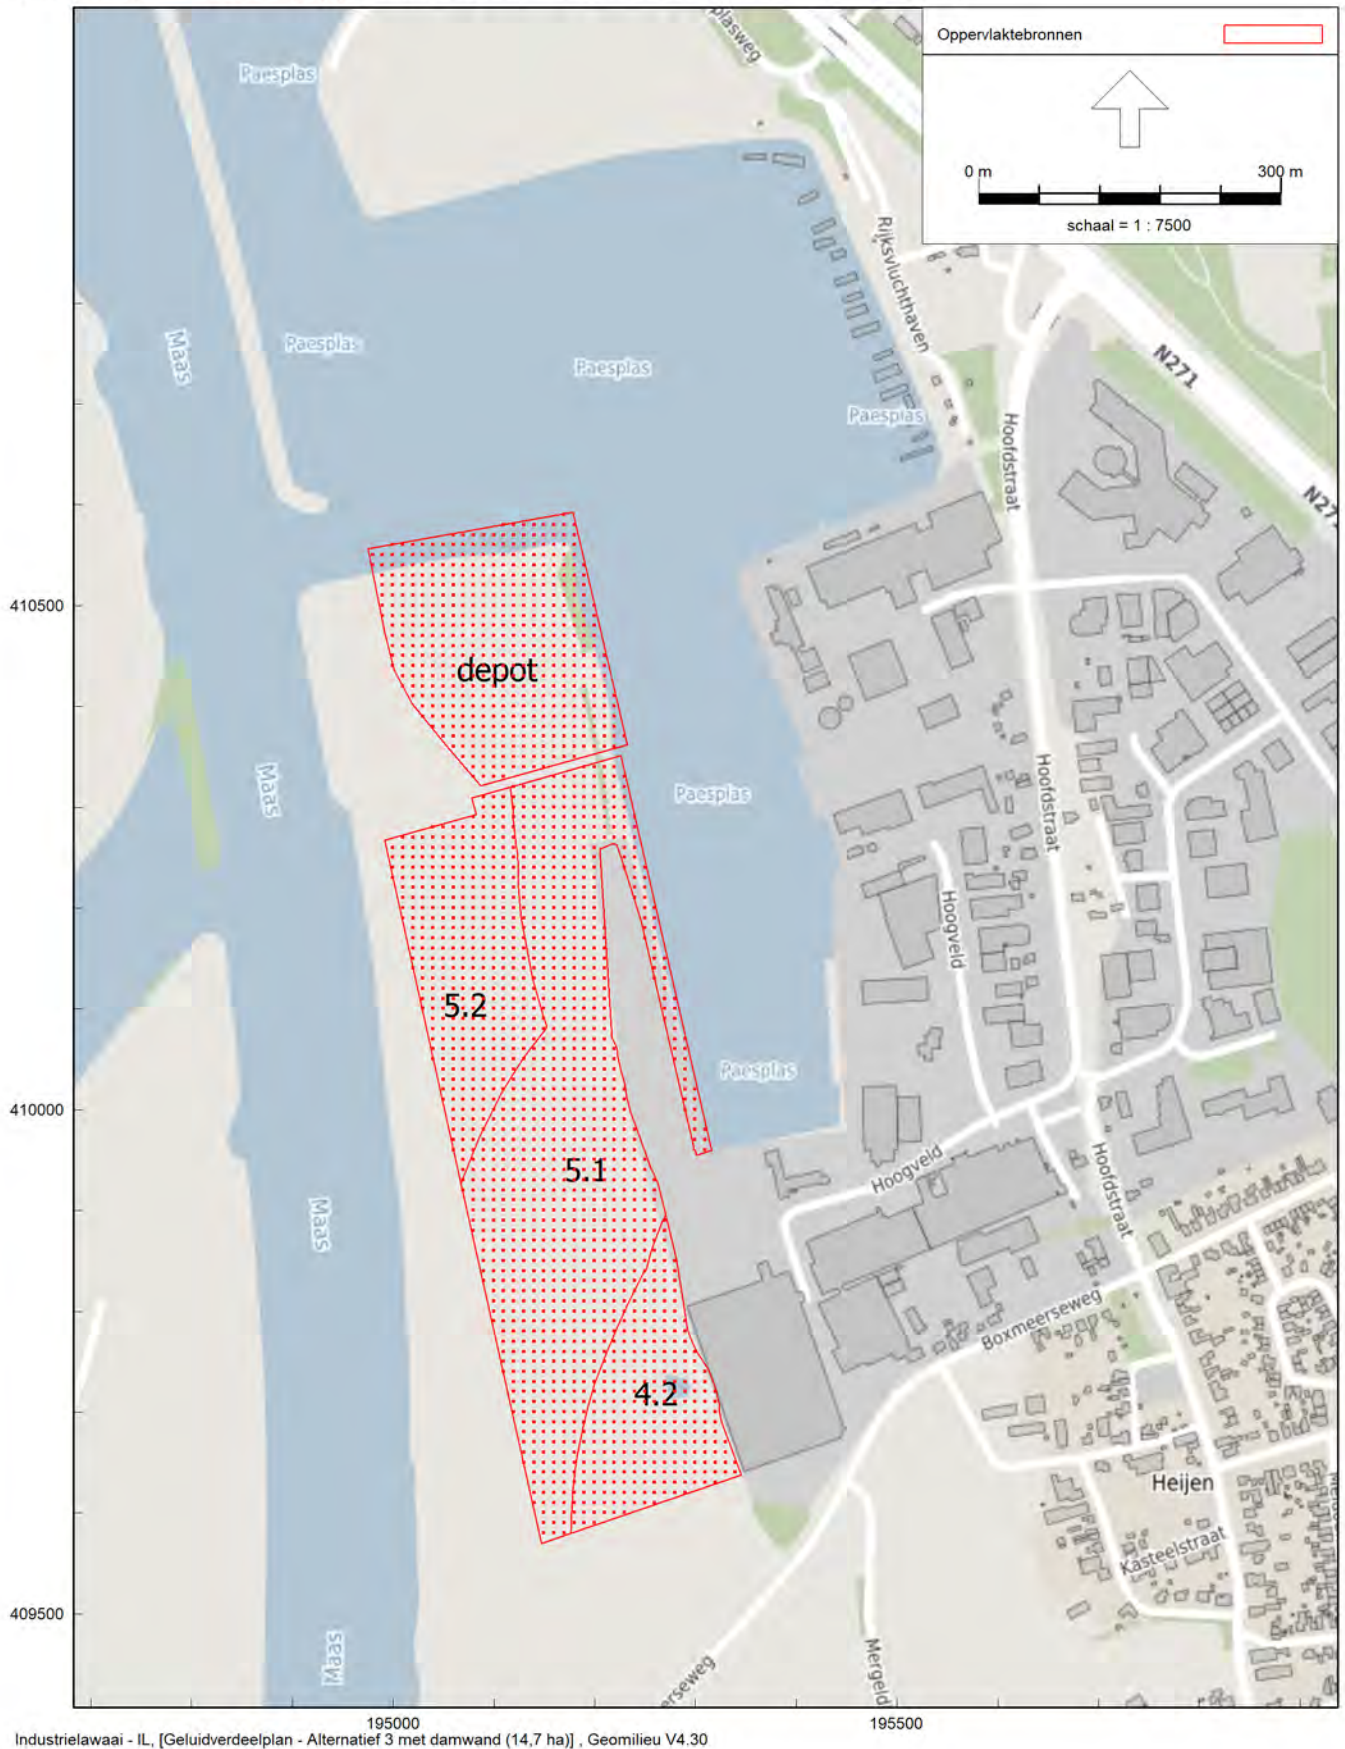 plasweg
Oppervlaktebronnen
0 m
300 m
schaal = 1 : 7500
Paesplas
Rijksvluchthaven
Maas
Paesplas
Paesplas
Paesplas
N271
Hoofdstraat
N27
410500
depot
Maas
Paesplas
Hoofdstraat
Hoogveld
5.2
Paesplas
410000
5.1
Hoogveld
Hoofdstraat
Maas
Boxmeerseweg
4.2
Heijen
Kasteelstraat
409500
Maas
erseweg
Mergeld
195000
195500
Industrielawaai - IL, [Geluidverdeelplan - Alternatief 3 met damwand (14,7 ha)] , Geomilieu V4.30